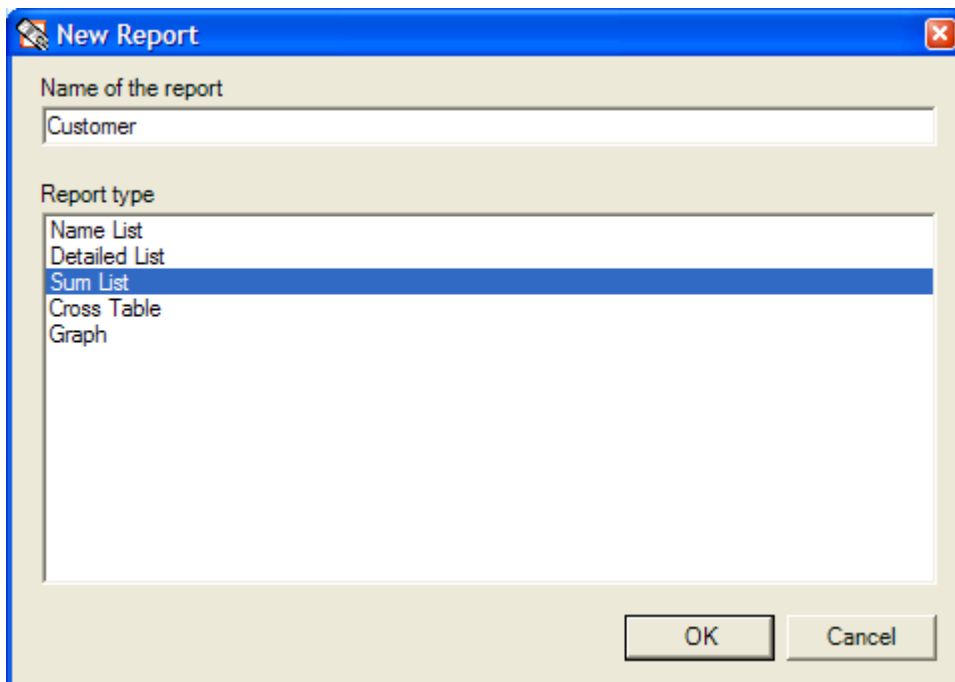 New Report
Name of the report
Customer
Report type
Name List
Detailed List
Sum List
Cross Table
Graph
OK Cancel